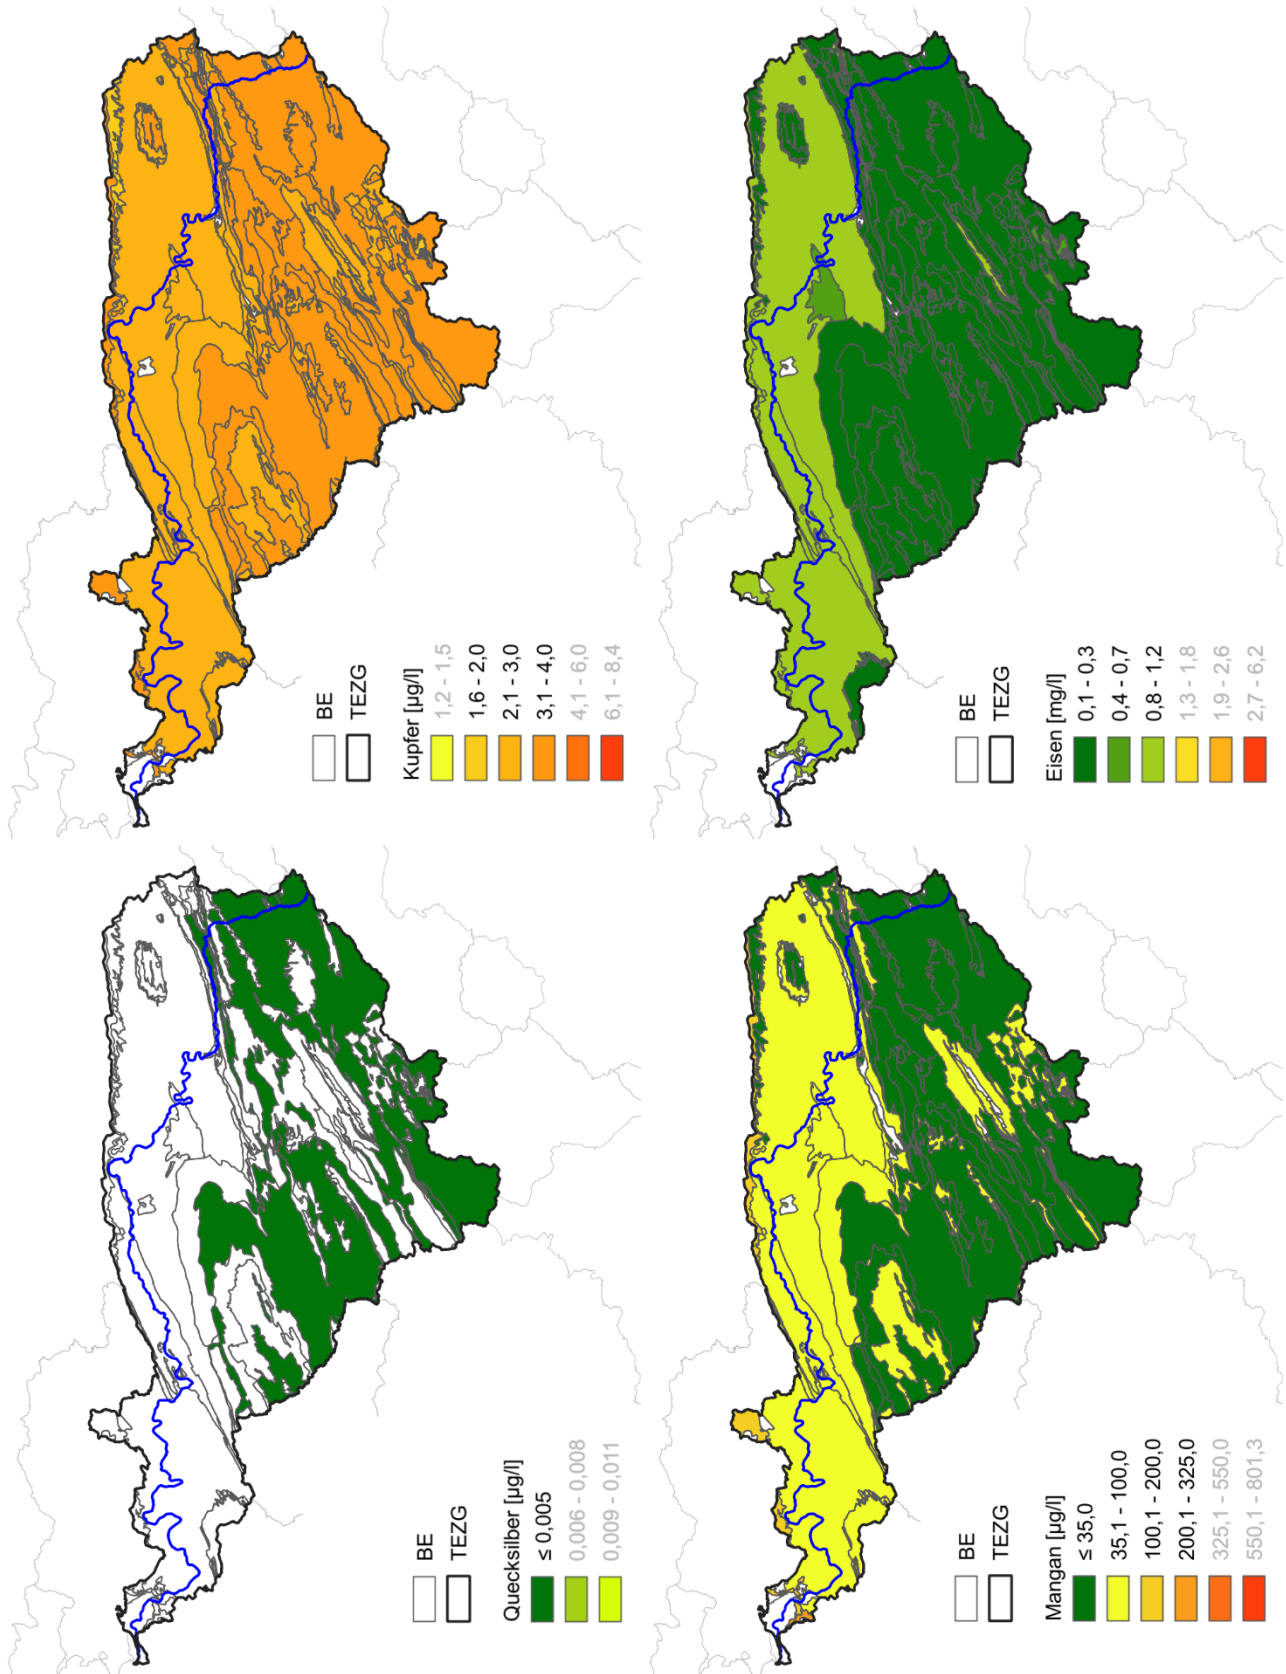 BE
TEZG
Quecksilber [µg/l]
≤ 0,005
0,006 - 0,008
0,009 - 0,011
BE
TEZG
Kupfer [µg/l]
1,2 - 1,5
1,6 - 2,0
2,1 - 3,0
3,1 - 4,0
4,1 - 6,0
6,1 - 8,4
BE
TEZG
Mangan [µg/l]
≤ 35,0
35,1 - 100,0
100,1 - 200,0
200,1 - 325,0
325,1 - 550,0
550,1 - 801,3
BE
TEZG
Eisen [mg/l]
0,1 - 0,3
0,4 - 0,7
0,8 - 1,2
1,3 - 1,8
1,9 - 2,6
2,7 - 6,2